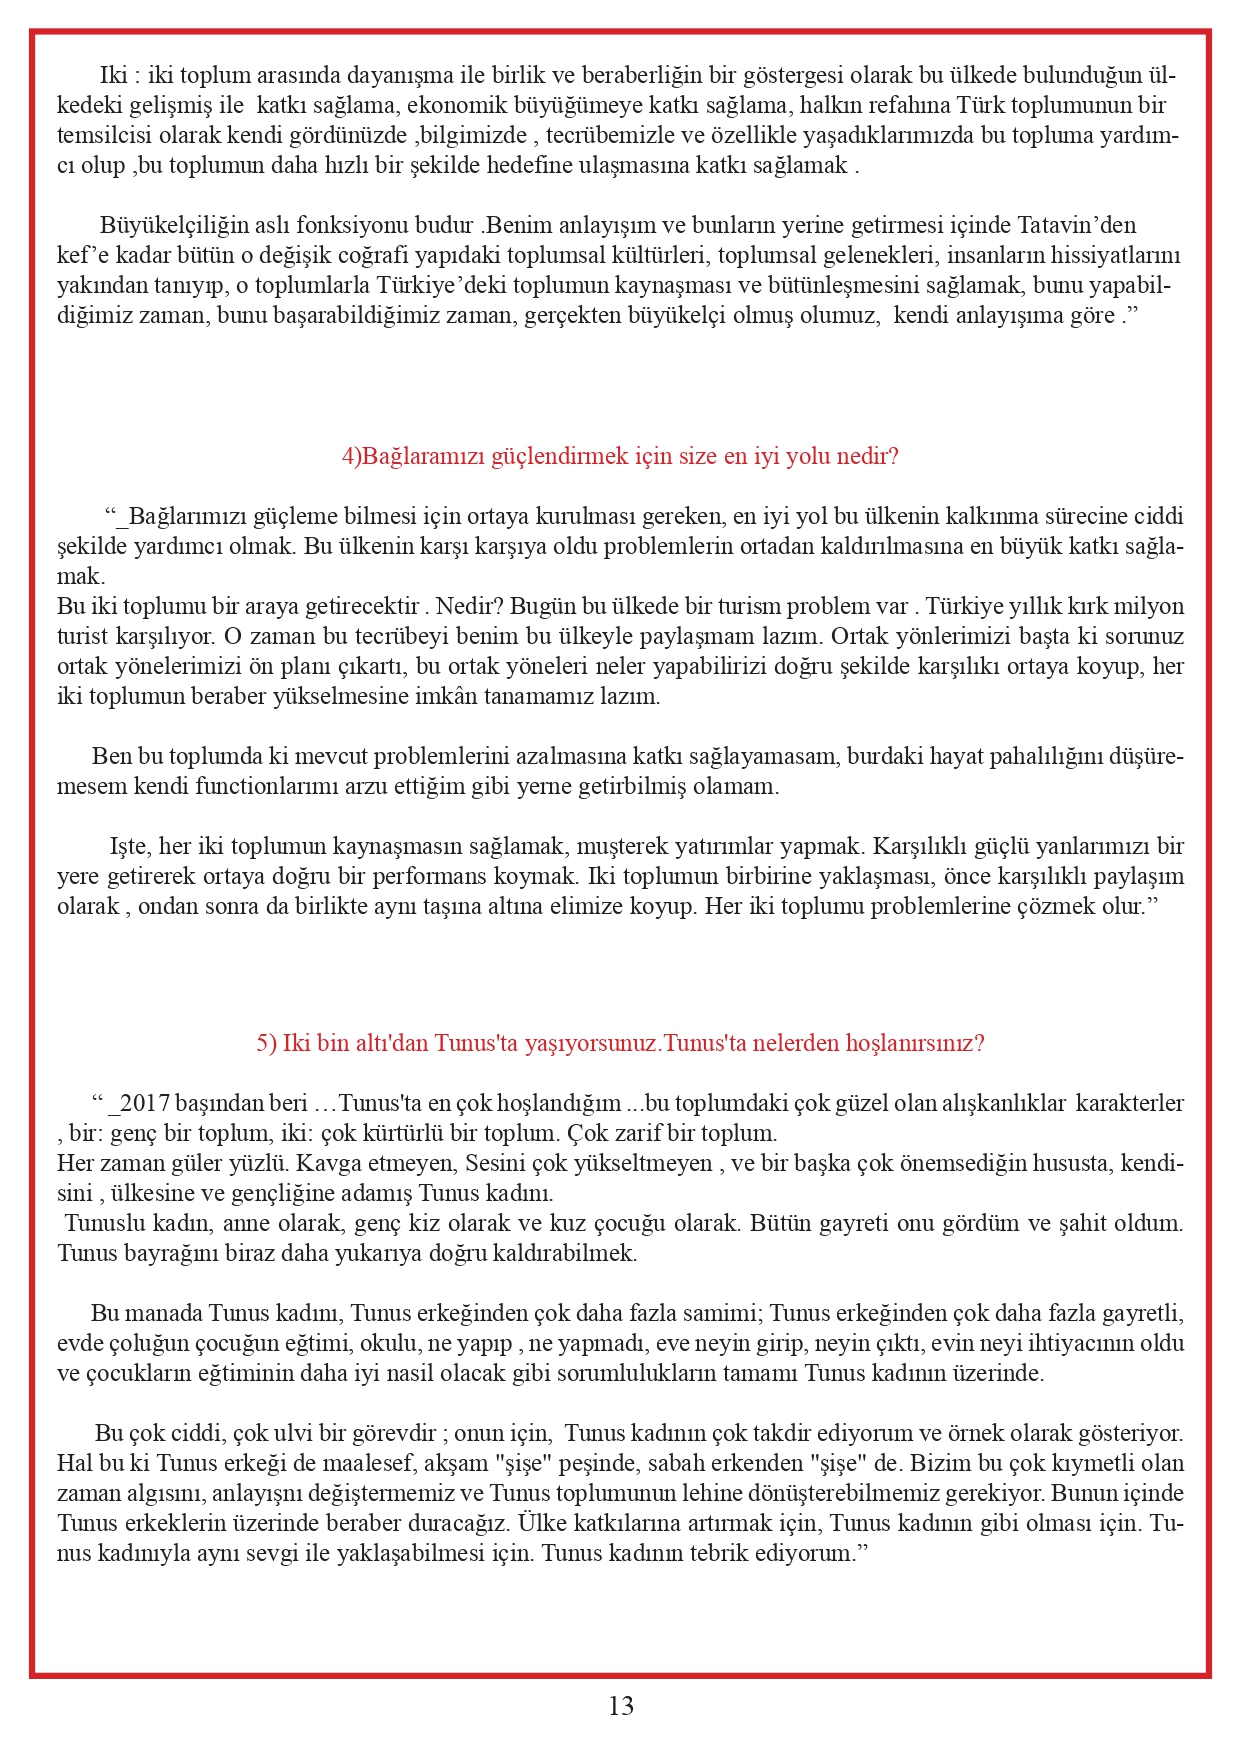 Iki : iki toplum arasında dayanışma ile birlik ve beraberliğin bir göstergesi olarak bu ülkede bulunduğun ül-
kedeki gelişmiş ile  katkı sağlama, ekonomik büyüğümeye katkı sağlama, halkın refahına Türk toplumunun bir
temsilcisi olarak kendi gördünüzde ,bilgimizde , tecrübemizle ve özellikle yaşadıklarımızda bu topluma yardım-
cı olup ,bu toplumun daha hızlı bir şekilde hedefine ulaşmasına katkı sağlamak .
Büyükelçiliğin aslı fonksiyonu budur .Benim anlayışım ve bunların yerine getirmesi içinde Tatavin’den
kef’e kadar bütün o değişik coğrafi yapıdaki toplumsal kültürleri, toplumsal gelenekleri, insanların hissiyatlarını
yakından tanıyıp, o toplumlarla Türkiye’deki toplumun kaynaşması ve bütünleşmesini sağlamak, bunu yapabil-
diğimiz zaman, bunu başarabildiğimiz zaman, gerçekten büyükelçi olmuş olumuz,  kendi anlayışıma göre .”
4)Bağlaramızı güçlendirmek için size en iyi yolu nedir?
“_Bağlarımızı güçleme bilmesi için ortaya kurulması gereken, en iyi yol bu ülkenin kalkınma sürecine ciddi
şekilde yardımcı olmak. Bu ülkenin karşı karşıya oldu problemlerin ortadan kaldırılmasına en büyük katkı sağla-
mak.
Bu iki toplumu bir araya getirecektir . Nedir? Bugün bu ülkede bir turism problem var . Türkiye yıllık kırk milyon
turist karşılıyor. O zaman bu tecrübeyi benim bu ülkeyle paylaşmam lazım. Ortak yönlerimizi başta ki sorunuz
ortak yönelerimizi ön planı çıkartı, bu ortak yöneleri neler yapabilirizi doğru şekilde karşılıkı ortaya koyup, her
iki toplumun beraber yükselmesine imkân tanamamız lazım.
Ben bu toplumda ki mevcut problemlerini azalmasına katkı sağlayamasam, burdaki hayat pahalılığını düşüre-
mesem kendi functionlarımı arzu ettiğim gibi yerne getirbilmiş olamam.
Işte, her iki toplumun kaynaşmasın sağlamak, muşterek yatırımlar yapmak. Karşılıklı güçlü yanlarımızı bir
yere getirerek ortaya doğru bir performans koymak. Iki toplumun birbirine yaklaşması, önce karşılıklı paylaşım
olarak , ondan sonra da birlikte aynı taşına altına elimize koyup. Her iki toplumu problemlerine çözmek olur.”
5) Iki bin altı'dan Tunus'ta yaşıyorsunuz.Tunus'ta nelerden hoşlanırsınız?
“ _2017 başından beri …Tunus'ta en çok hoşlandığım ...bu toplumdaki çok güzel olan alışkanlıklar  karakterler
, bir: genç bir toplum, iki: çok kürtürlü bir toplum. Çok zarif bir toplum.
Her zaman güler yüzlü. Kavga etmeyen, Sesini çok yükseltmeyen , ve bir başka çok önemsediğin hususta, kendi-
sini , ülkesine ve gençliğine adamış Tunus kadını.
Tunuslu kadın, anne olarak, genç kiz olarak ve kuz çocuğu olarak. Bütün gayreti onu gördüm ve şahit oldum.
Tunus bayrağını biraz daha yukarıya doğru kaldırabilmek.
Bu manada Tunus kadını, Tunus erkeğinden çok daha fazla samimi; Tunus erkeğinden çok daha fazla gayretli,
evde çoluğun çocuğun eğtimi, okulu, ne yapıp , ne yapmadı, eve neyin girip, neyin çıktı, evin neyi ihtiyacının oldu
ve çocukların eğtiminin daha iyi nasil olacak gibi sorumlulukların tamamı Tunus kadının üzerinde.
Bu çok ciddi, çok ulvi bir görevdir ; onun için,  Tunus kadının çok takdir ediyorum ve örnek olarak gösteriyor.
Hal bu ki Tunus erkeği de maalesef, akşam "şişe" peşinde, sabah erkenden "şişe" de. Bizim bu çok kıymetli olan
zaman algısını, anlayışnı değiştermemiz ve Tunus toplumunun lehine dönüşterebilmemiz gerekiyor. Bunun içinde
Tunus erkeklerin üzerinde beraber duracağız. Ülke katkılarına artırmak için, Tunus kadının gibi olması için. Tu-
nus kadınıyla aynı sevgi ile yaklaşabilmesi için. Tunus kadının tebrik ediyorum.”
13